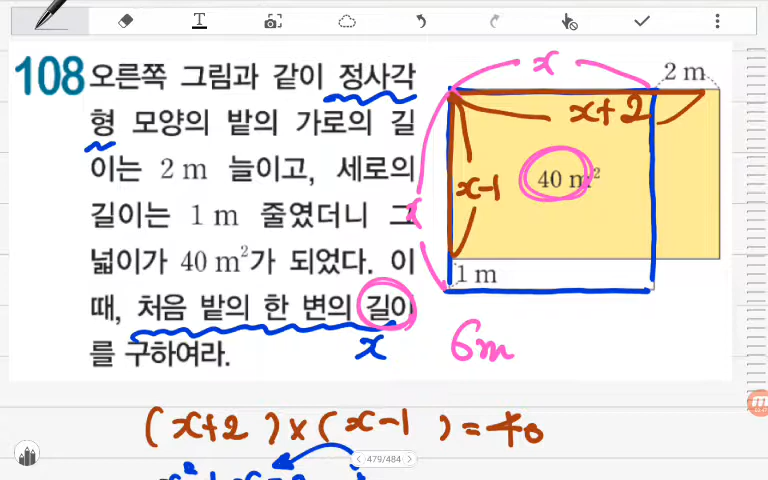 T
108 오른쪽 그림과 같이 정사각
형 모양의 밭의 가로의 길
이는 2 m 늘이고, 세로의
길이는 1 m 줄였더니 그
넓이가 40 m²가 되었다. 이
때, 처음 밭의 한 변의 길이
를 구하여라.
x
x
2 m
x+2
x-1
40 m²
x
1 m
6m
(x+2)×(x-1)=40
479/484